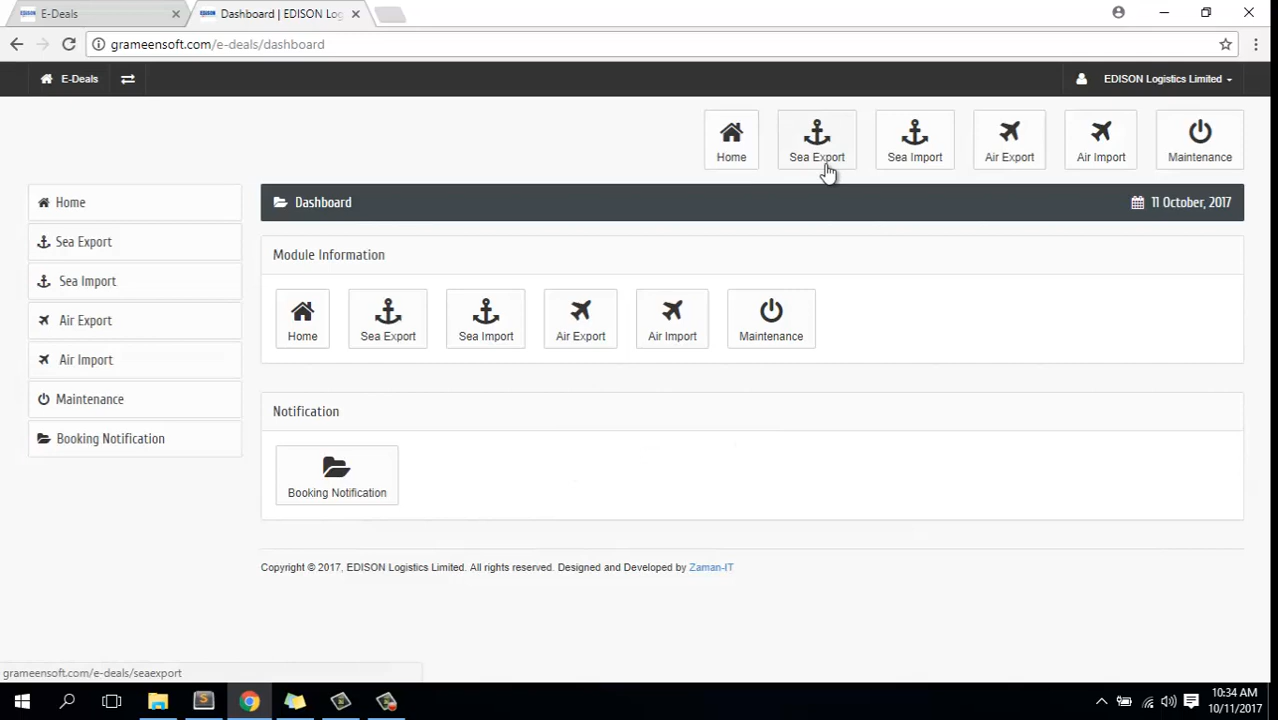 E-Deals
Dashboard | EDISON Log
grameensoft.com/e-deals/dashboard
E-Deals
EDISON Logistics Limited
Home
Sea Export
Sea Import
Air Export
Air Import
Maintenance
Home
Sea Export
Sea Import
Air Export
Air Import
Maintenance
Booking Notification
Dashboard
11 October, 2017
Module Information
Home
Sea Export
Sea Import
Air Export
Air Import
Maintenance
Notification
Booking Notification
Copyright © 2017, EDISON Logistics Limited. All rights reserved. Designed and Developed by Zaman-IT
grameensoft.com/e-deals/seaexport
10:34 AM
10/11/2017